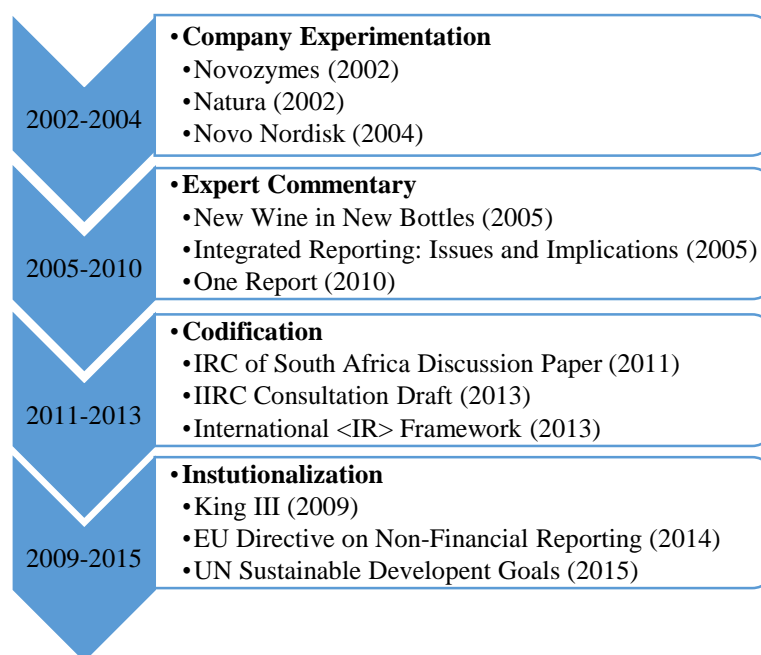 2002-2004
•Company Experimentation
•Novozymes (2002)
•Natura (2002)
•Novo Nordisk (2004)
2005-2010
•Expert Commentary
•New Wine in New Bottles (2005)
•Integrated Reporting: Issues and Implications (2005)
•One Report (2010)
2011-2013
•Codification
•IRC of South Africa Discussion Paper (2011)
•IIRC Consultation Draft (2013)
•International <IR> Framework (2013)
2009-2015
•Instutionalization
•King III (2009)
•EU Directive on Non-Financial Reporting (2014)
•UN Sustainable Developent Goals (2015)